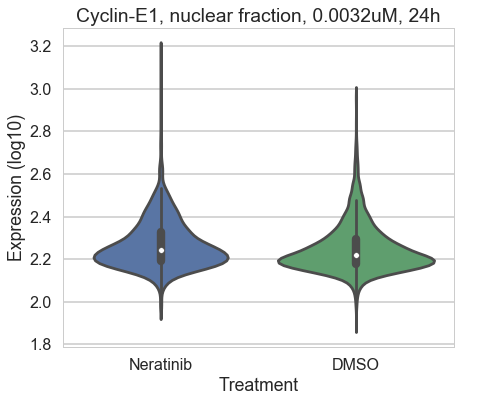 Cyclin-E1, nuclear fraction, 0.0032uM, 24h
Expression (log10)
3.2
3.0
2.8
2.6
2.4
2.2
2.0
1.8
Neratinib DMSO
Treatment